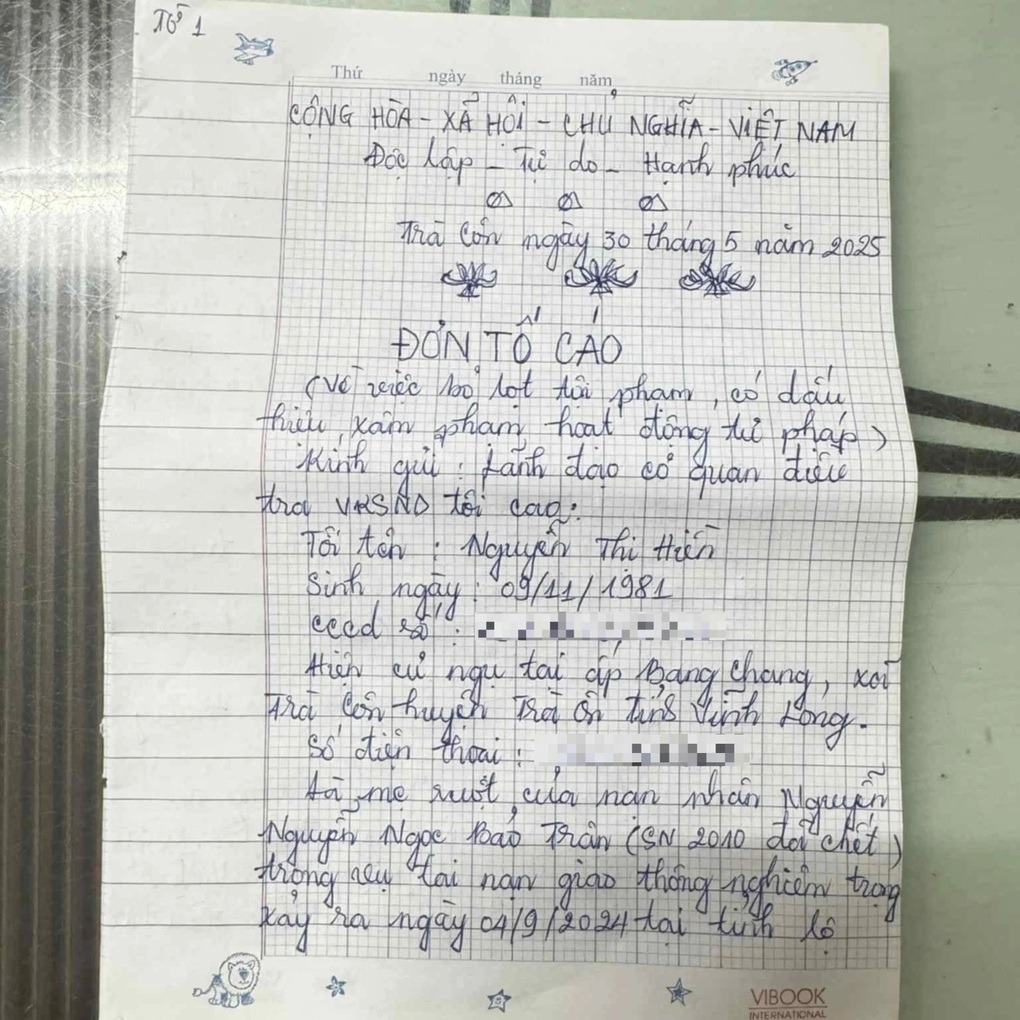 Tờ 1
Thứ ngày tháng năm
CỘNG HÒA - XÃ HỘI - CHỦ NGHĨA - VIỆT NAM
Độc lập - Tự do - Hạnh phúc
Trà Côn ngày 30 tháng 5 năm 2025
ĐƠN TỐ CÁO
(Về việc bỏ lọt tội phạm, có dấu
hiệu, xâm phạm hoạt động tư pháp)
Kính gửi: Lãnh đạo cơ quan điều
tra VKSND tối cao:
Tôi tên: Nguyễn Thị Hiền
Sinh ngày: 09/11/1981
cccd số:
Hiện cư ngụ tại ấp Bang Chang, xã
Trà Côn huyện Trà Ôn tỉnh Vĩnh Long.
Số điện thoại:
Là mẹ ruột của nạn nhân Nguyễn
Nguyễn Ngọc Bảo Trân (SN 2010 đã chết)
trong vụ tai nạn giao thông nghiêm trọng
xảy ra ngày 04/9/2024 tại tỉnh lộ
VIBOOK
INTERNATIONAL